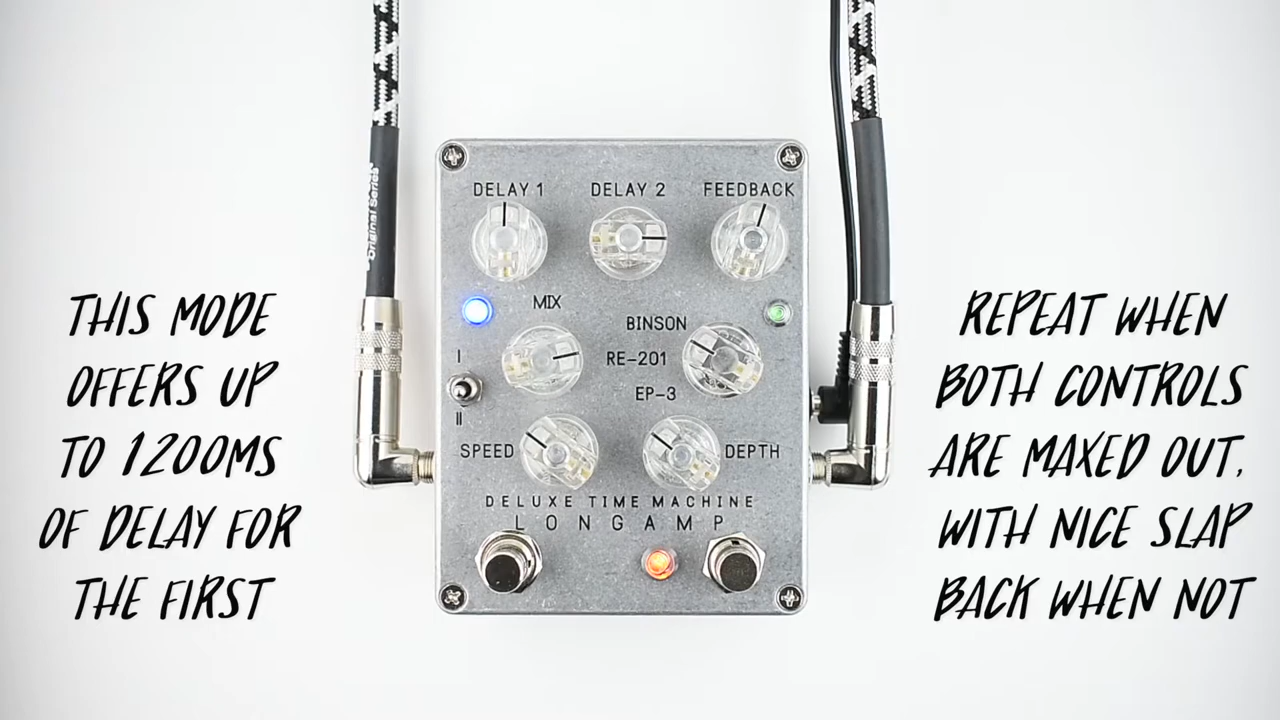 THIS MODE
OFFERS UP
TO 1200MS
OF DELAY FOR
THE FIRST
REPEAT WHEN
BOTH CONTROLS
ARE MAXED OUT,
WITH NICE SLAP
BACK WHEN NOT
Original Series
DELAY 1 DELAY 2 FEEDBACK
MIX
BINSON
I
RE-201
EP-3
II
SPEED DEPTH
DELUXE TIME MACHINE
LONGAMP